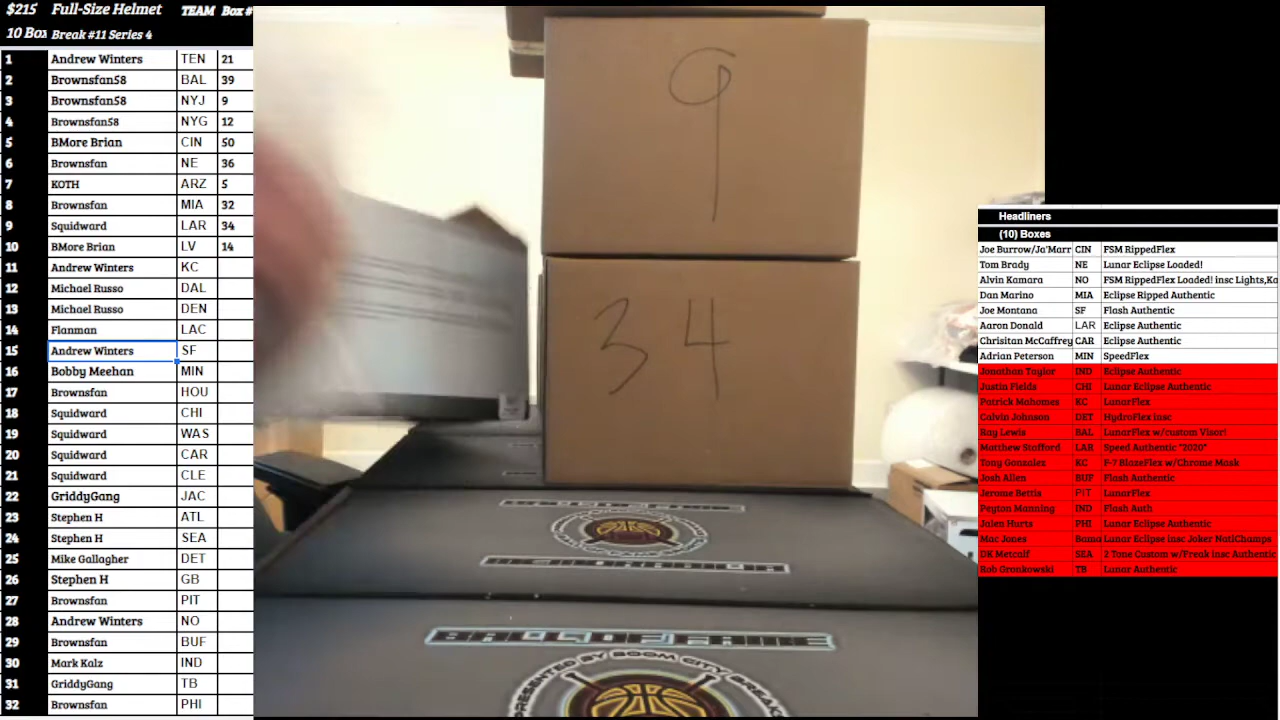 $215 Full-Size Helmet TEAM Box #
10 Box Break #11 Series 4
1 Andrew Winters TEN 21
2 Brownsfan58 BAL 39
3 Brownsfan58 NYJ 9
4 Brownsfan58 NYG 12
5 BMore Brian CIN 50
6 Brownsfan NE 36
7 KOTH ARZ 5
8 Brownsfan MIA 32
9 Squidward LAR 34
10 BMore Brian LV 14
11 Andrew Winters KC
12 Michael Russo DAL
13 Michael Russo DEN
14 Flanman LAC
15 Andrew Winters SF
16 Bobby Meehan MIN
17 Brownsfan HOU
18 Squidward CHI
19 Squidward WAS
20 Squidward CAR
21 Squidward CLE
22 GriddyGang JAC
23 Stephen H ATL
24 Stephen H SEA
25 Mike Gallagher DET
26 Stephen H GB
27 Brownsfan PIT
28 Andrew Winters NO
29 Brownsfan BUF
30 Mark Kalz IND
31 GriddyGang TB
32 Brownsfan PHI
9
34
PRESENTED BY BOOM CITY BREAKS
Headliners
(10) Boxes
Joe Burrow/Ja'Marr CIN FSM RippedFlex
Tom Brady NE Lunar Eclipse Loaded!
Alvin Kamara NO FSM RippedFlex Loaded! insc Lights,Ka
Dan Marino MIA Eclipse Ripped Authentic
Joe Montana SF Flash Authentic
Aaron Donald LAR Eclipse Authentic
Chrisitan McCaffrey CAR Eclipse Authentic
Adrian Peterson MIN SpeedFlex
Jonathan Taylor IND Eclipse Authentic
Justin Fields CHI Lunar Eclipse Authentic
Patrick Mahomes KC LunarFlex
Calvin Johnson DET HydroFlex insc
Ray Lewis BAL LunarFlex w/custom Visor!
Matthew Stafford LAR Speed Authentic "2020"
Tony Gonzalez KC F-7 BlazeFlex w/Chrome Mask
Josh Allen BUF Flash Authentic
Jerome Bettis PIT LunarFlex
Peyton Manning IND Flash Auth
Jalen Hurts PHI Lunar Eclipse Authentic
Mac Jones Bama Lunar Eclipse insc Joker NatiChamps
DK Metcalf SEA 2 Tone Custom w/Freak insc Authentic
Rob Gronkowski TB Lunar Authentic